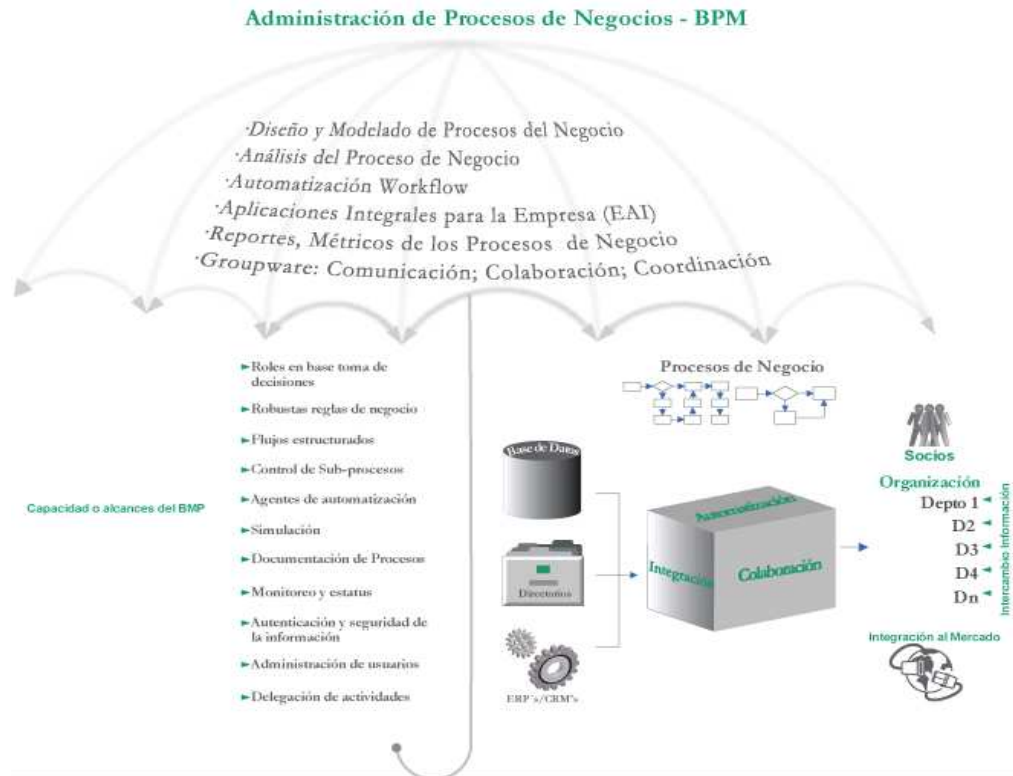 Administración de Procesos de Negocios - BPM
·Diseño y Modelado de Procesos del Negocio
·Análisis del Proceso de Negocio
·Automatización Workflow
·Aplicaciones Integrales para la Empresa (EAI)
·Reportes, Métricos de los Procesos de Negocio
·Groupware: Comunicación; Colaboración; Coordinación
Capacidad o alcances del BMP
►Roles en base toma de
decisiones
►Robustas reglas de negocio
►Flujos estructurados
►Control de Sub-procesos
►Agentes de automatización
►Simulación
►Documentación de Procesos
►Monitoreo y estatus
►Autenticación y seguridad de
la información
►Administración de usuarios
►Delegación de actividades
Procesos de Negocio
Base de Datos
Directorios
ERP´s/CRM's
Automatización
Integración
Colaboración
Socios
Organización
Depto 1
D2
D3
D4
Dn
Intercambio Información
Integración al Mercado